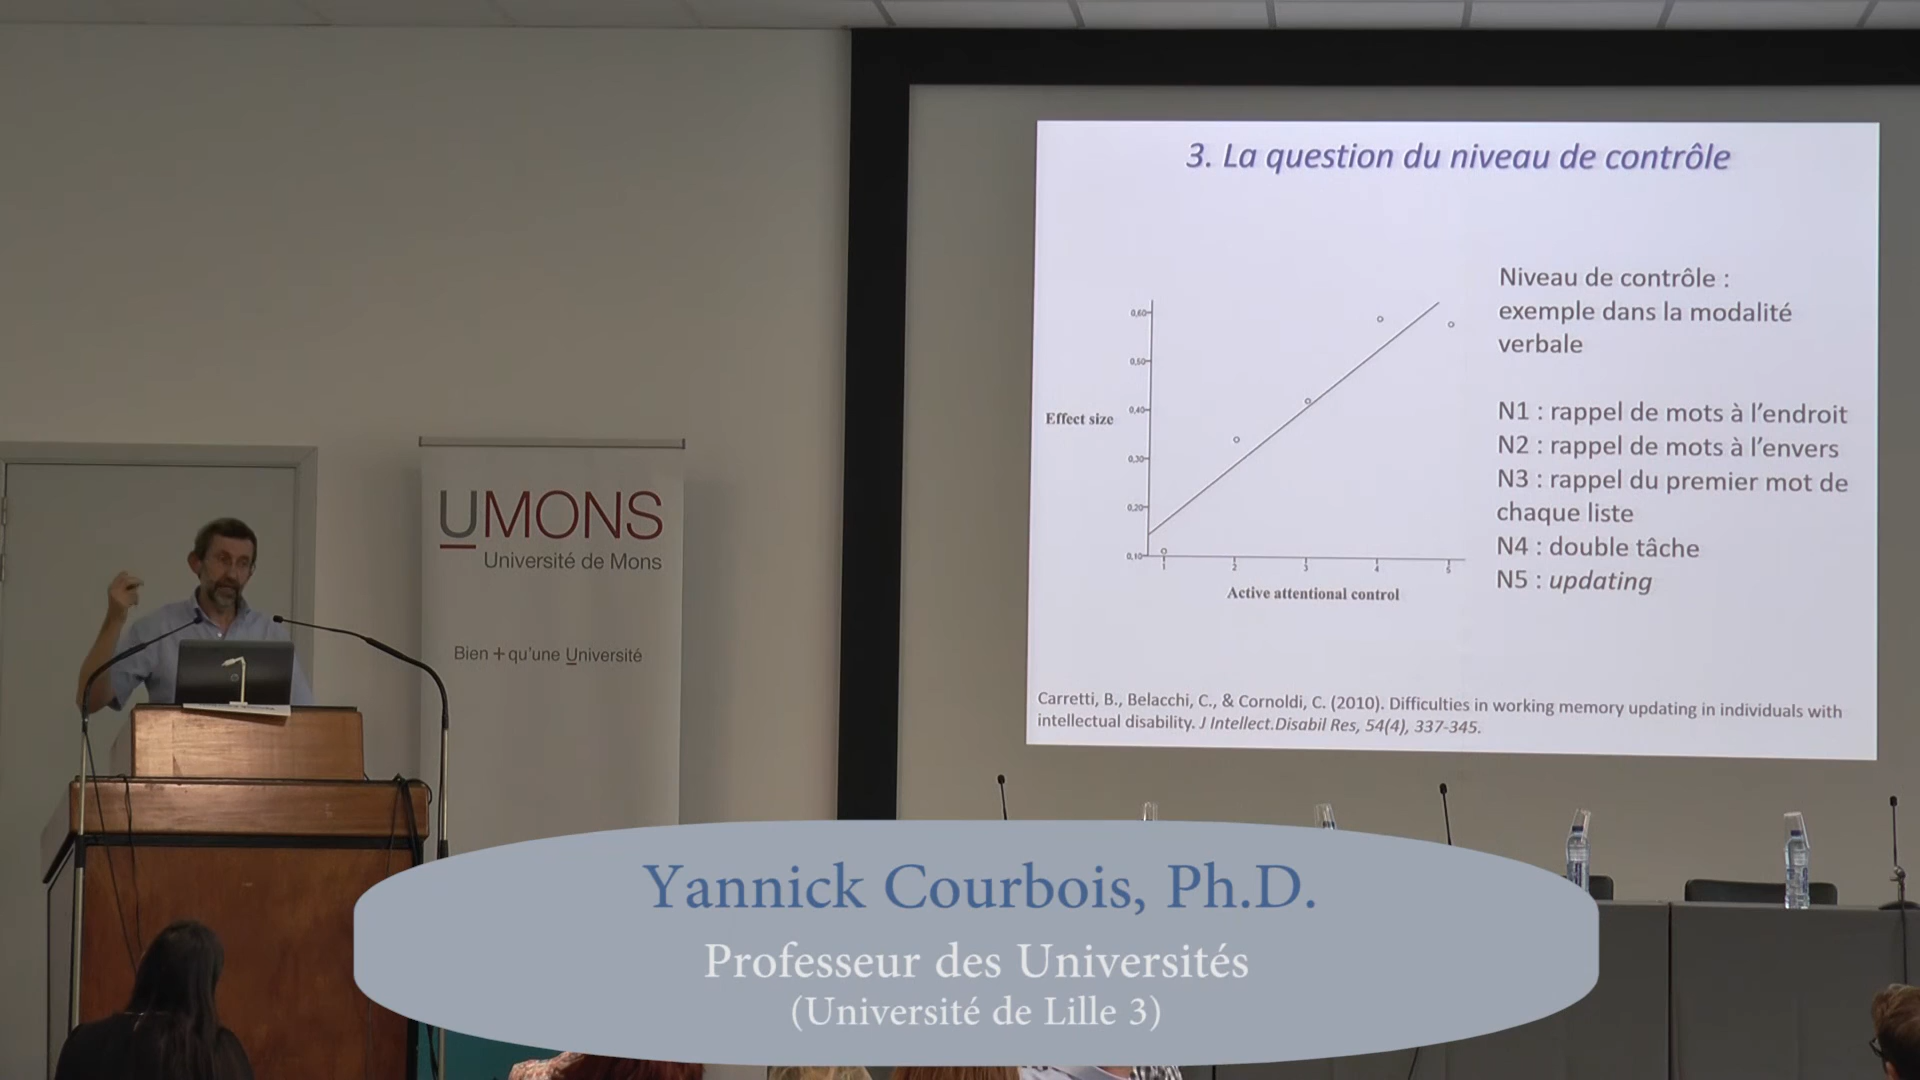 3. La question du niveau de contrôle
Niveau de contrôle :
exemple dans la modalité
verbale
N1 : rappel de mots à l’endroit
N2 : rappel de mots à l’envers
N3 : rappel du premier mot de
chaque liste
N4 : double tâche
N5 : updating
Effect size
0,60
0,50
0,40
0,30
0,20
0,10
1
2
3
4
5
Active attentional control
Carretti, B., Belacchi, C., & Cornoldi, C. (2010). Difficulties in working memory updating in individuals with
intellectual disability. J Intellect.Disabil Res, 54(4), 337-345.
UMONS
Université de Mons
Bien + qu’une Université
Yannick Courbois, Ph.D.
Professeur des Universités
(Université de Lille 3)